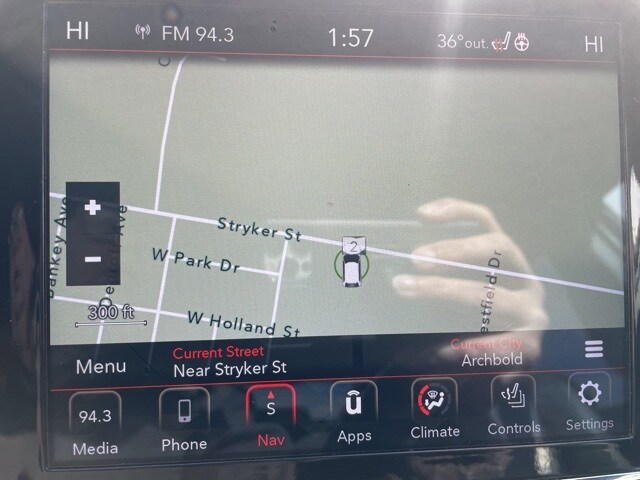 HI FM 94.3 1:57 36° out. HI
Stryker St
2
W Park Dr
W Holland St
+
−
300 ft
Menu Current Street Current City
Near Stryker St Archbold
94.3 S ū
Media Phone Nav Apps Climate Controls Settings